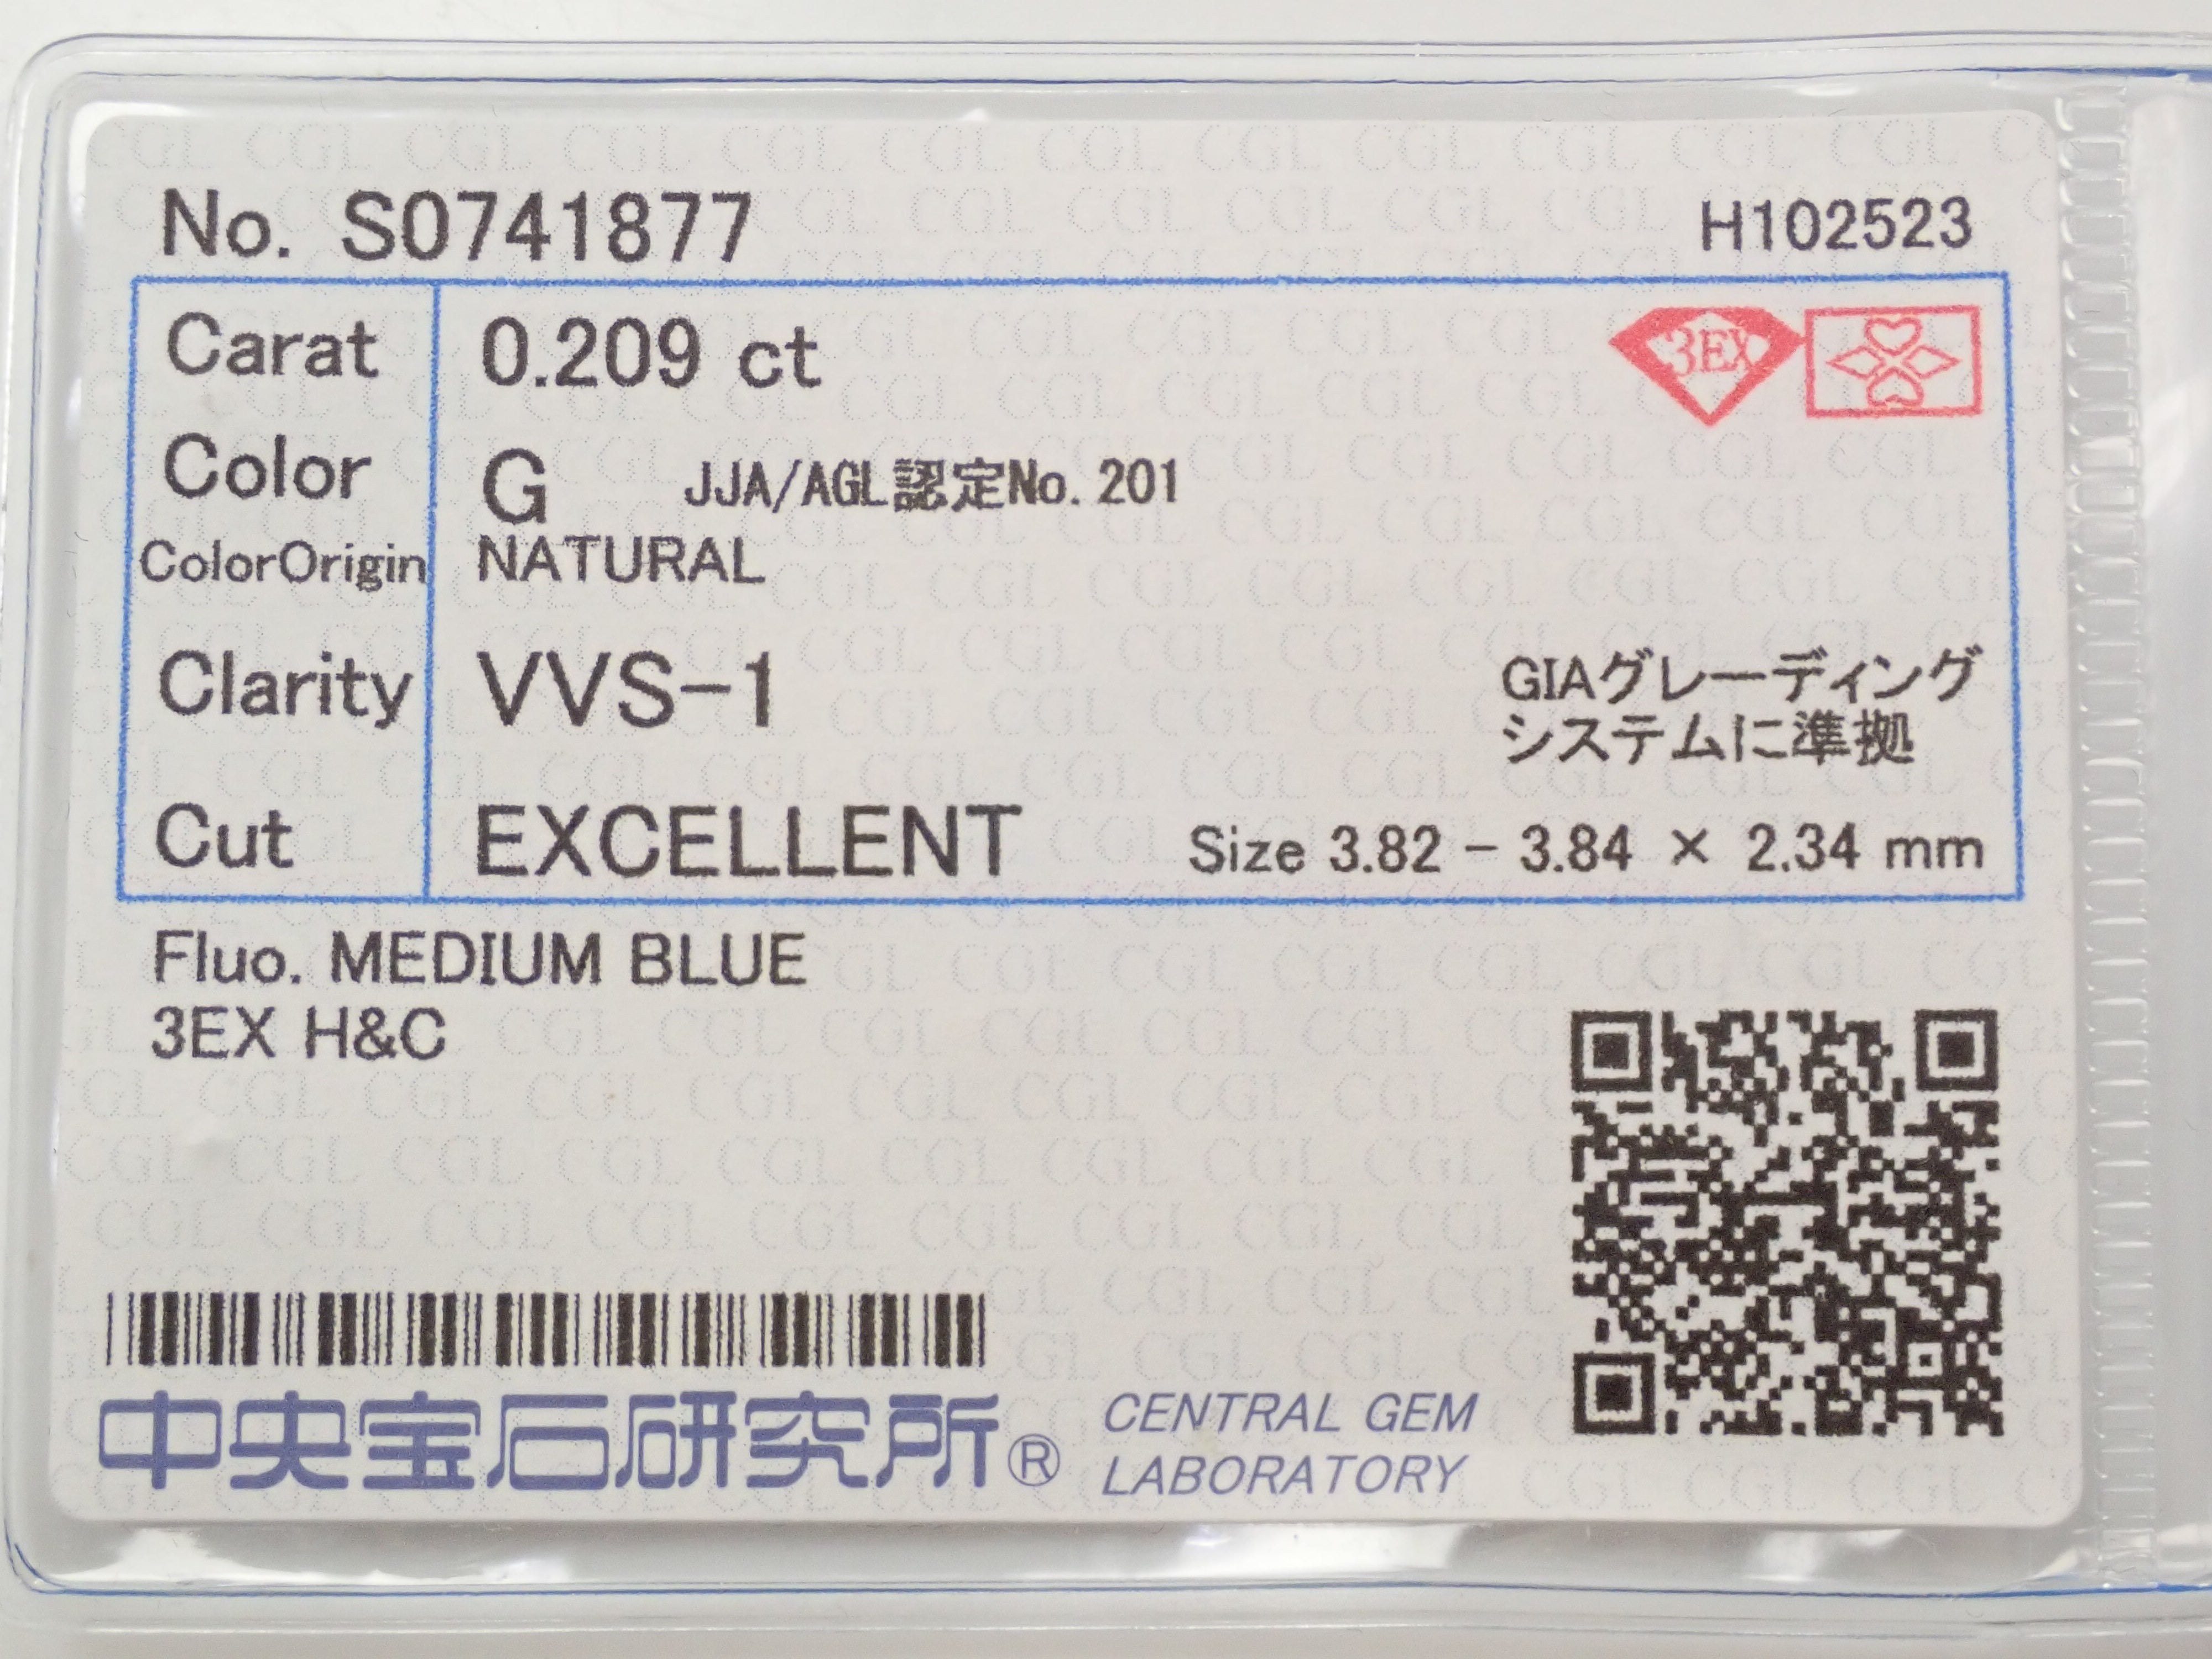 No. S0741877
H102523
Carat 0.209 ct
3EX
Color G JJA/AGL認定No. 201
ColorOrigin NATURAL
Clarity VVS-1
GIAグレーディング
システムに準拠
Cut EXCELLENT Size 3.82 - 3.84 × 2.34 mm
Fluo. MEDIUM BLUE
3EX H&C
中央宝石研究所®
CENTRAL GEM
LABORATORY